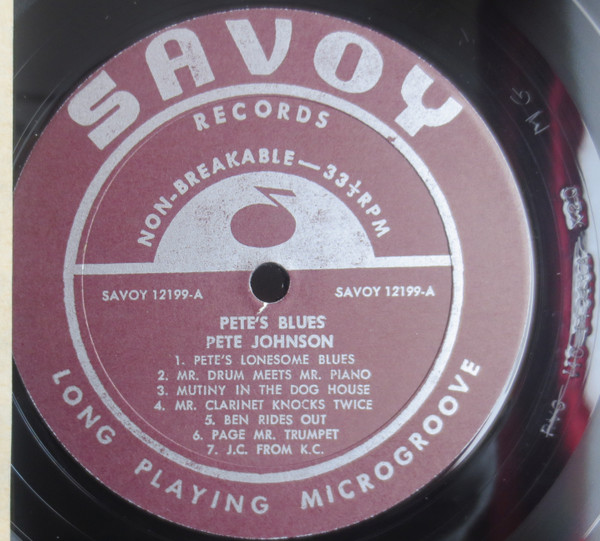 SAVOY
RECORDS
NON-BREAKABLE—33⅓RPM
SAVOY 12199-A
SAVOY 12199-A
PETE'S BLUES
PETE JOHNSON
1. PETE'S LONESOME BLUES
2. MR. DRUM MEETS MR. PIANO
3. MUTINY IN THE DOG HOUSE
4. MR. CLARINET KNOCKS TWICE
5. BEN RIDES OUT
6. PAGE MR. TRUMPET
7. J.C. FROM K.C.
LONG PLAYING MICROGROOVE
MG